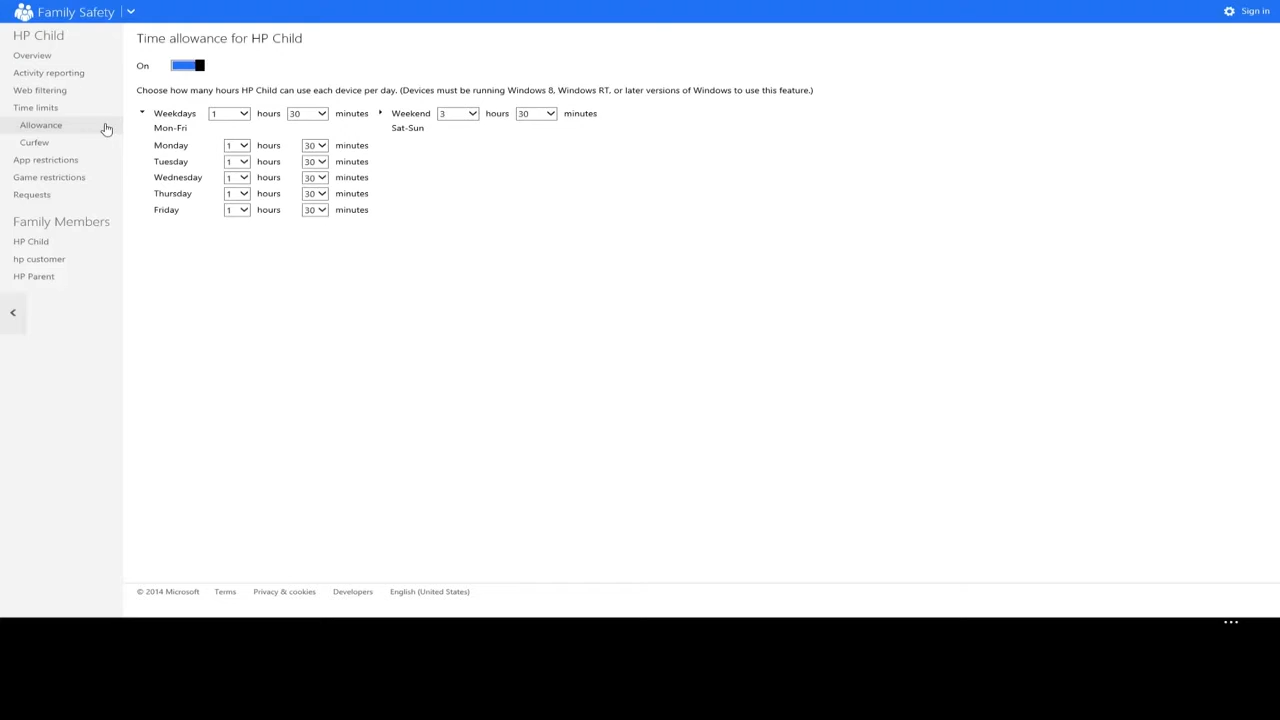 Family Safety
Sign in
HP Child
Overview
Activity reporting
Web filtering
Time limits
Allowance
Curfew
App restrictions
Game restrictions
Requests
Family Members
HP Child
hp customer
HP Parent
Time allowance for HP Child
On
Choose how many hours HP Child can use each device per day. (Devices must be running Windows 8, Windows RT, or later versions of Windows to use this feature.)
Weekdays 1 hours 30 minutes Weekend 3 hours 30 minutes
Mon-Fri Sat-Sun
Monday 1 hours 30 minutes
Tuesday 1 hours 30 minutes
Wednesday 1 hours 30 minutes
Thursday 1 hours 30 minutes
Friday 1 hours 30 minutes
© 2014 Microsoft Terms Privacy & cookies Developers English (United States)